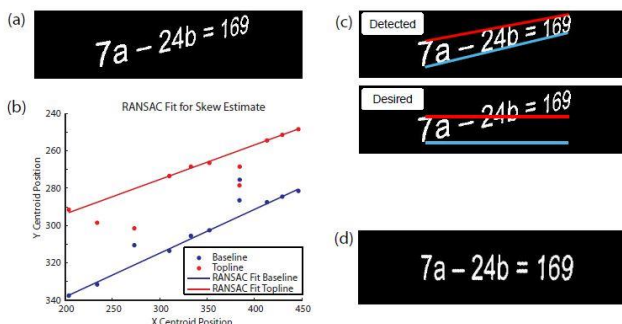 (a)
7a – 24b = 169
(b)
RANSAC Fit for Skew Estimate
Y Centroid Position
240
260
280
300
320
340
200
250
300
350
400
450
X Centroid Position
Baseline
Topline
RANSAC Fit Baseline
RANSAC Fit Topline
(c)
Detected
7a – 24b = 169
Desired
7a – 24b = 169
(d)
7a – 24b = 169